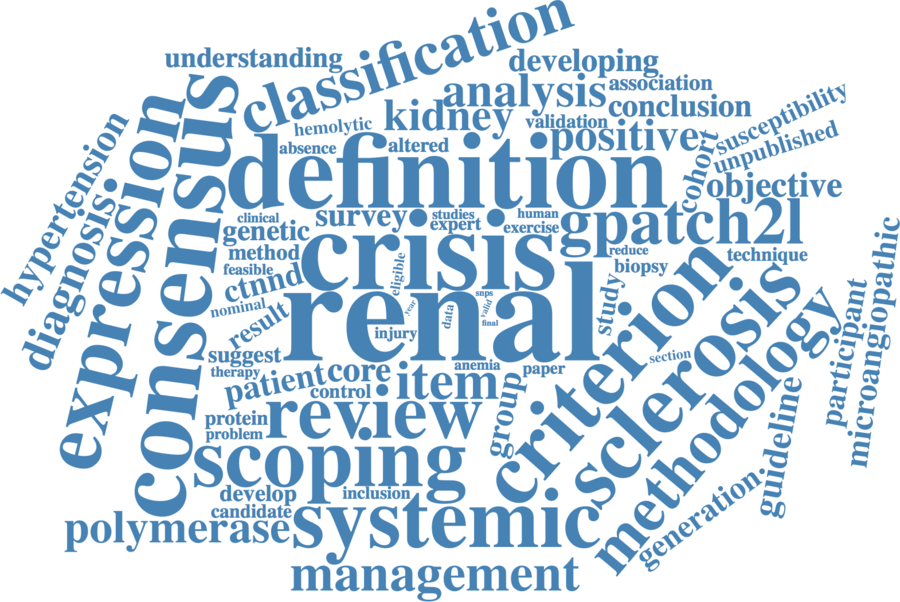 understanding
classification
developing
association
analysis
conclusion
kidney
validation
hemolytic
positive
susceptibility
unpublished
absence
altered
cohort
definition
objective
hypertension
diagnosis
expression
consensus
clinical
survey
studies
expert
human
exercise
gpatch2l
genetic
method
feasible
crisis
reduce
biopsy
technique
ctnnd
nominal
eligible
year
data
snps
valid
final
study
result
renal
injury
criterion
sclerosis
methodology
participant
microangiopathic
suggest
therapy
patient
core
item
anemia
paper
section
control
group
protein
problem
review
guideline
scoping
generation
develop
inclusion
candidate
polymerase
systemic
management